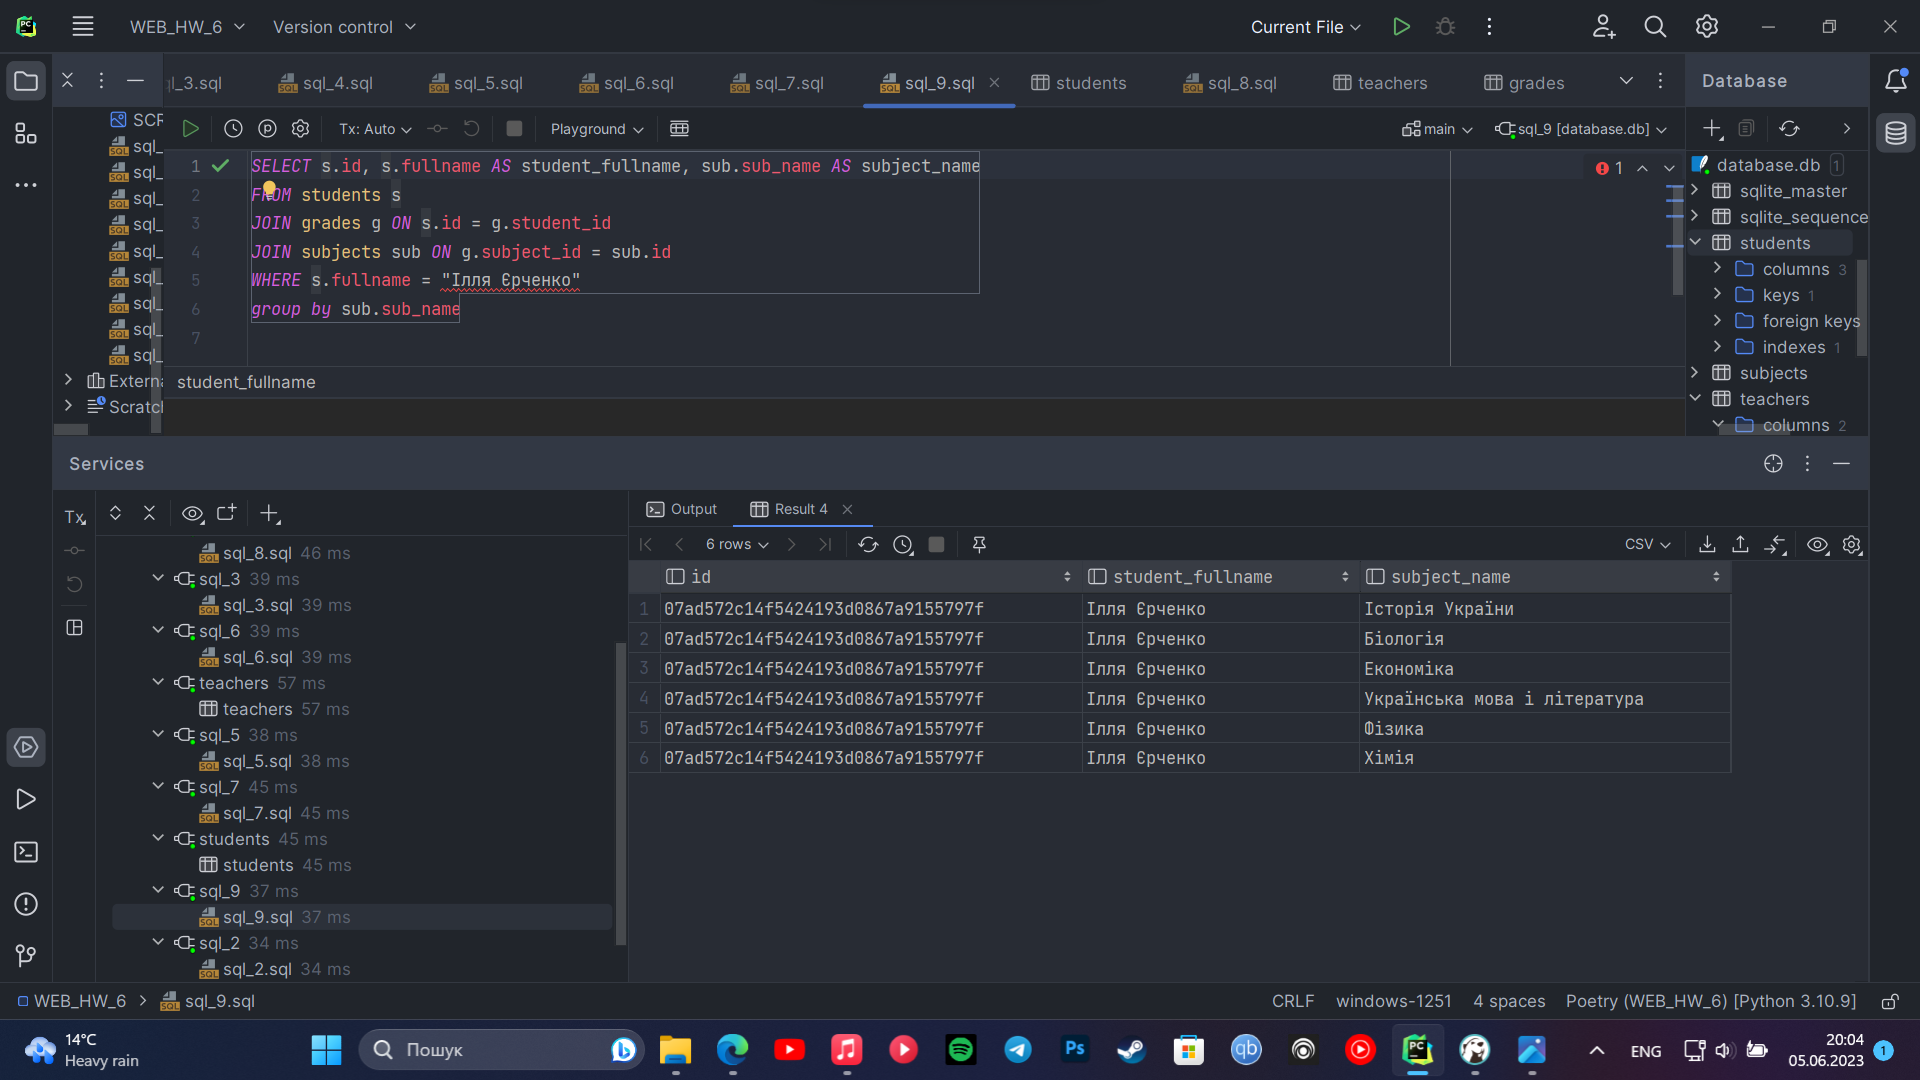 WEB_HW_6
Version control
Current File
l_3.sql
sql_4.sql
sql_5.sql
sql_6.sql
sql_7.sql
sql_9.sql
students
sql_8.sql
teachers
grades
Database
Tx: Auto
Playground
main
sql_9 [database.db]
SCR
sql_
sql_
sql_
sql_
sql_
sql_
sql_
sql_
sql_
Externa
Scratch
1 SELECT s.id, s.fullname AS student_fullname, sub.sub_name AS subject_name
2 FROM students s
3 JOIN grades g ON s.id = g.student_id
4 JOIN subjects sub ON g.subject_id = sub.id
5 WHERE s.fullname = "Ілля Єрченко"
6 group by sub.sub_name
7
1
student_fullname
database.db 1
sqlite_master
sqlite_sequence
students
columns 3
keys 1
foreign keys
indexes 1
subjects
teachers
columns 2
Services
Tx
sql_8.sql 46 ms
sql_3 39 ms
sql_3.sql 39 ms
sql_6 39 ms
sql_6.sql 39 ms
teachers 57 ms
teachers 57 ms
sql_5 38 ms
sql_5.sql 38 ms
sql_7 45 ms
sql_7.sql 45 ms
students 45 ms
students 45 ms
sql_9 37 ms
sql_9.sql 37 ms
sql_2 34 ms
sql_2.sql 34 ms
Output
Result 4
6 rows
CSV
id student_fullname subject_name
1 07ad572c14f5424193d0867a9155797f Ілля Єрченко Історія України
2 07ad572c14f5424193d0867a9155797f Ілля Єрченко Біологія
3 07ad572c14f5424193d0867a9155797f Ілля Єрченко Економіка
4 07ad572c14f5424193d0867a9155797f Ілля Єрченко Українська мова і література
5 07ad572c14f5424193d0867a9155797f Ілля Єрченко Фізика
6 07ad572c14f5424193d0867a9155797f Ілля Єрченко Хімія
WEB_HW_6 > sql_9.sql
CRLF windows-1251 4 spaces Poetry (WEB_HW_6) [Python 3.10.9]
14°C
Heavy rain
Пошук
Ps
qb
PC
ENG
20:04
05.06.2023
1